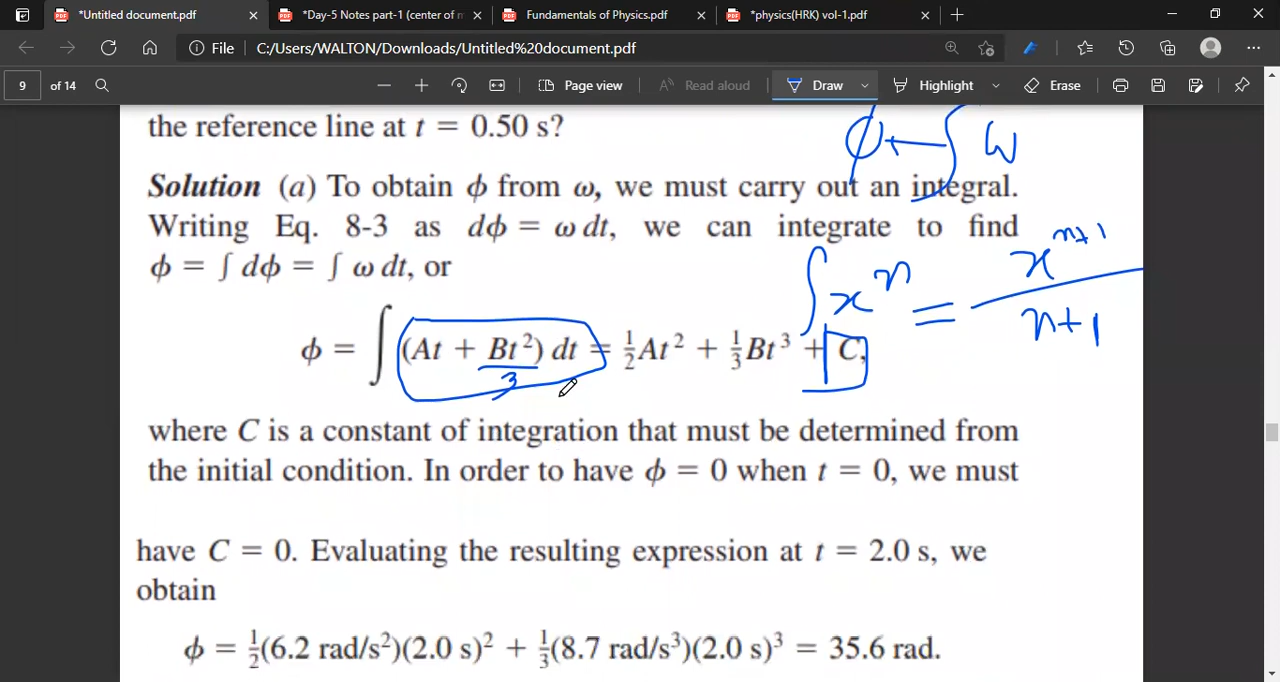 *Untitled document.pdf
*Day-5 Notes part-1 (center of m
Fundamentals of Physics.pdf
*physics(HRK) vol-1.pdf
File C:/Users/WALTON/Downloads/Untitled%20document.pdf
9 of 14 Page view Read aloud Draw Highlight Erase
the reference line at t = 0.50 s?
ϕ ← ∫ ω
Solution (a) To obtain ϕ from ω, we must carry out an integral.
Writing Eq. 8-3 as dϕ = ω dt, we can integrate to find
ϕ = ∫ dϕ = ∫ ω dt, or
∫ x^n = x^(n+1) / n+1
ϕ = ∫ (At + Bt²) dt = ½At² + ⅓Bt³ + C,
3
where C is a constant of integration that must be determined from
the initial condition. In order to have ϕ = 0 when t = 0, we must
have C = 0. Evaluating the resulting expression at t = 2.0 s, we
obtain
ϕ = ½(6.2 rad/s²)(2.0 s)² + ⅓(8.7 rad/s³)(2.0 s)³ = 35.6 rad.